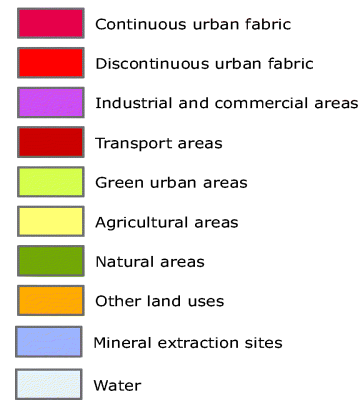 Continuous urban fabric
Discontinuous urban fabric
Industrial and commercial areas
Transport areas
Green urban areas
Agricultural areas
Natural areas
Other land uses
Mineral extraction sites
Water